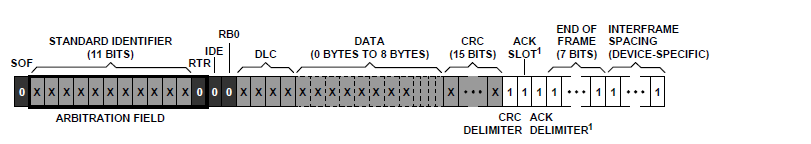 RB0
STANDARD IDENTIFIER
(11 BITS)
IDE
SOF
RTR
DLC
DATA
(0 BYTES TO 8 BYTES)
CRC
(15 BITS)
ACK
SLOT1
END OF
FRAME
(7 BITS)
INTERFRAME
SPACING
(DEVICE-SPECIFIC)
0 X X X X X X X X X X X 0 0 0 X X X X X X X X X X X X X ··· X 1 1 1 1 ··· 1 1 ··· 1
ARBITRATION FIELD
CRC
DELIMITER
ACK
DELIMITER1